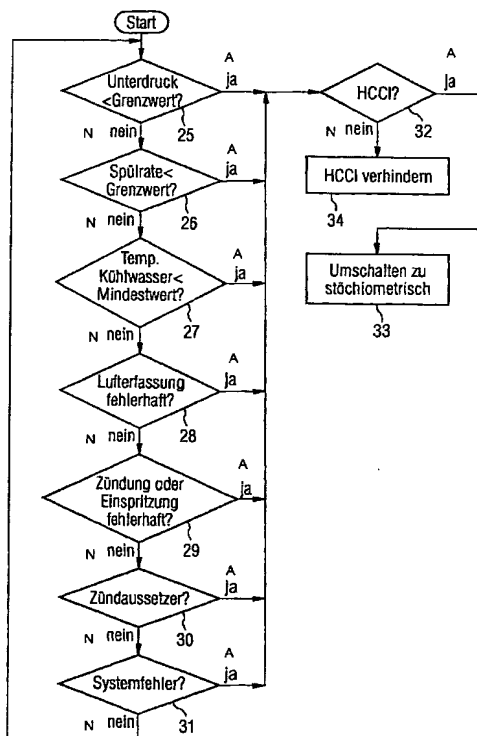 Start
Unterdruck
<Grenzwert?
A
ja
25
N nein
Spülrate<
Grenzwert?
A
ja
26
N nein
Temp.
Kühlwasser<
Mindestwert?
A
ja
27
N nein
Lufterfassung
fehlerhaft?
A
ja
28
N nein
Zündung oder
Einspritzung
fehlerhaft?
A
ja
29
N nein
Zündaussetzer?
A
ja
30
N nein
Systemfehler?
A
ja
31
N nein
HCCI?
A
ja
32
N nein
HCCI verhindern
34
Umschalten zu
stöchiometrisch
33